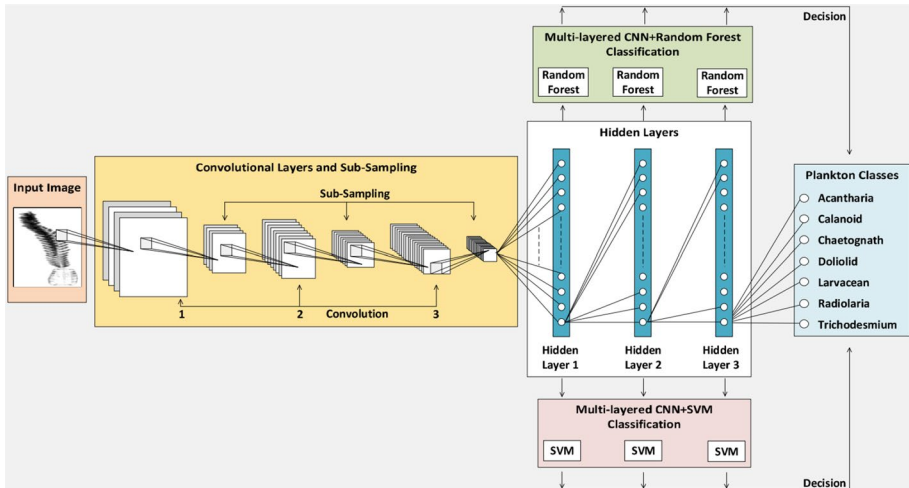 Decision
Multi-layered CNN+Random Forest
Classification
Random
Forest
Random
Forest
Random
Forest
Hidden Layers
Convolutional Layers and Sub-Sampling
Input Image
Sub-Sampling
Plankton Classes
Acantharia
Calanoid
Chaetognath
Doliolid
Larvacean
Radiolaria
Trichodesmium
1
2
Convolution
3
Hidden
Layer 1
Hidden
Layer 2
Hidden
Layer 3
Multi-layered CNN+SVM
Classification
SVM
SVM
SVM
Decision